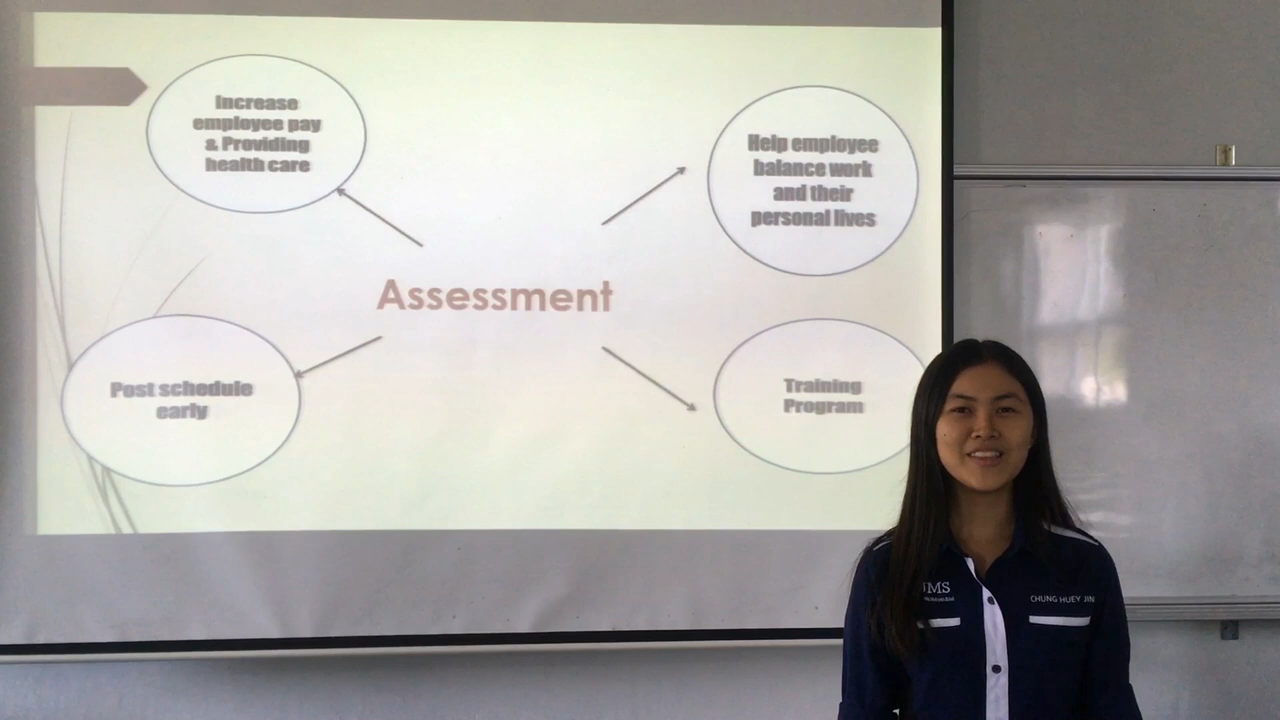 Increase
employee pay
& Providing
health care
Help employee
balance work
and their
personal lives
Assessment
Post schedule
early
Training
Program
UMS
CHUNG HUEY JIN